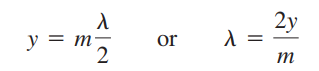 y = m λ/2 or λ = 2y/m